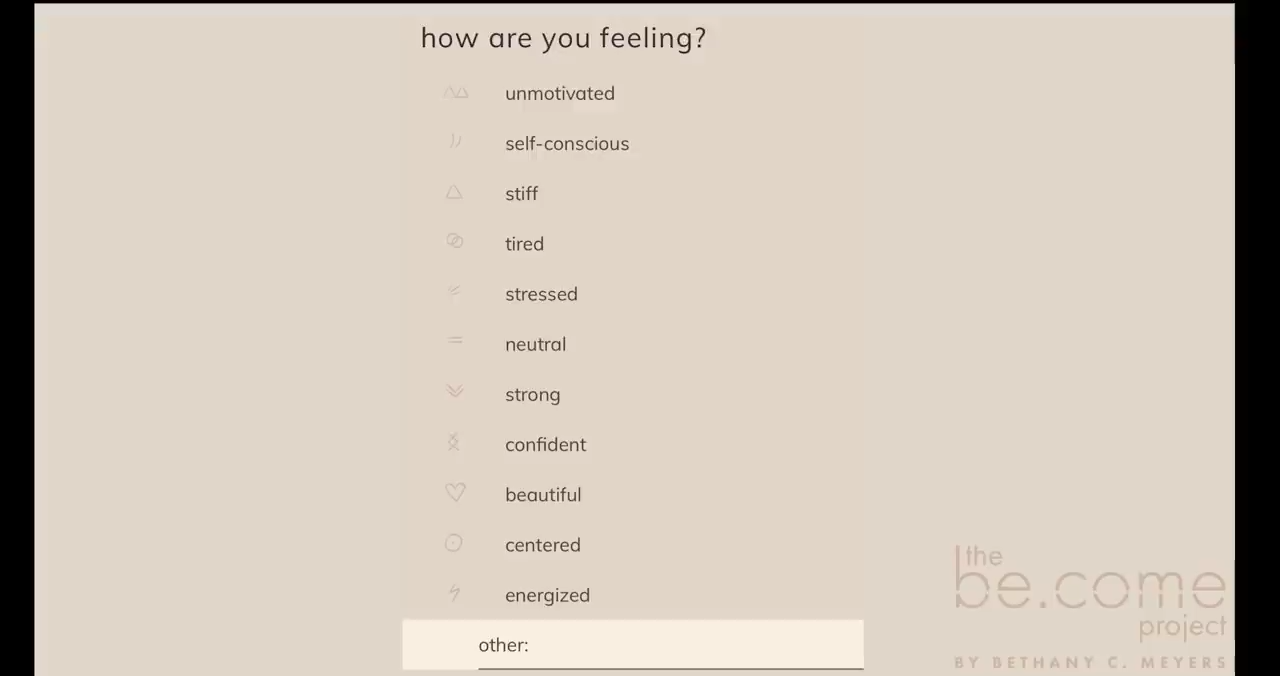 how are you feeling?
unmotivated
self-conscious
stiff
tired
stressed
neutral
strong
confident
beautiful
centered
energized
other:
the
be.come
project
BY BETHANY C. MEYERS